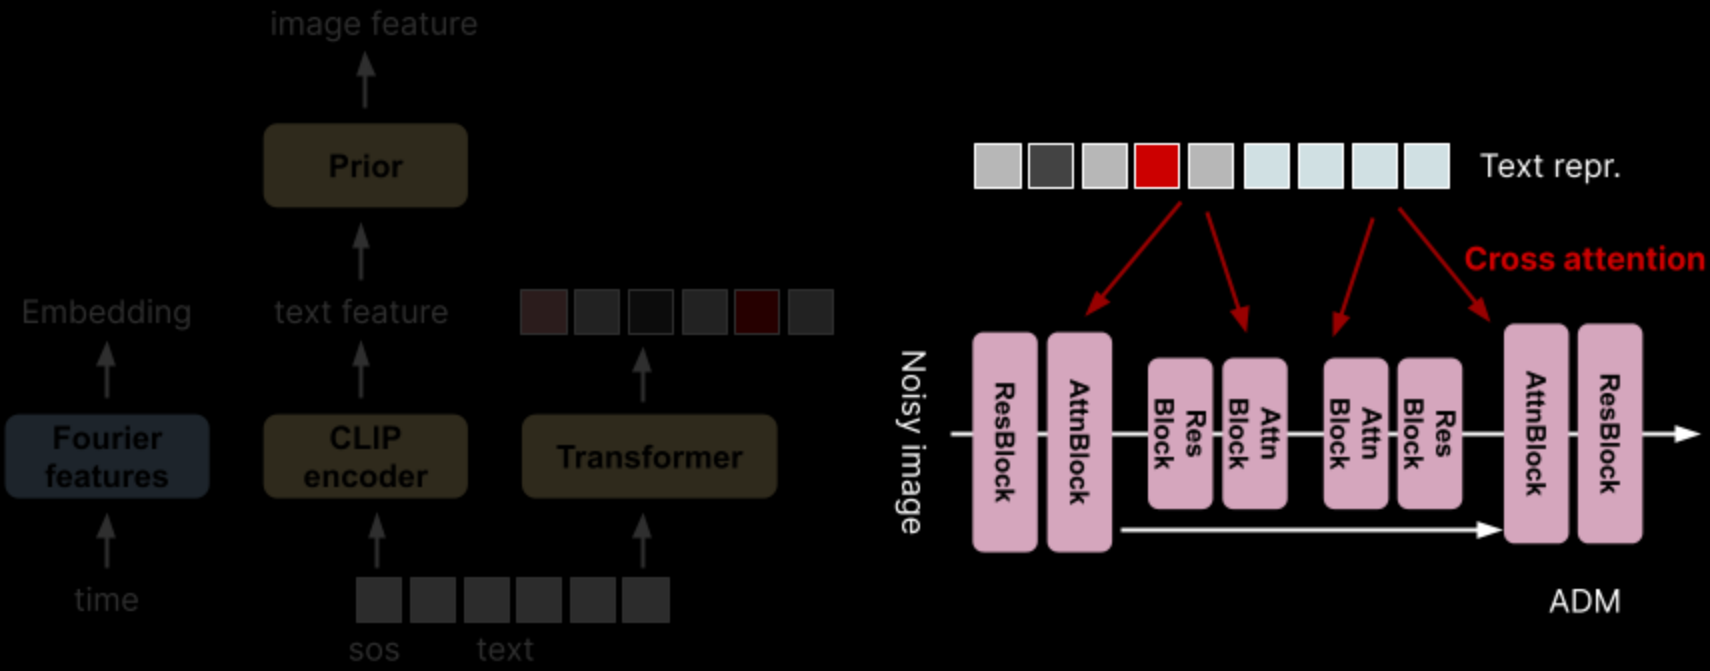 image feature
Prior
Embedding
text feature
Fourier
features
CLIP
encoder
Transformer
time
sos
text
Text repr.
Cross attention
Noisy image
ResBlock
AttnBlock
Res
Block
Attn
Block
Attn
Block
Res
Block
AttnBlock
ResBlock
ADM